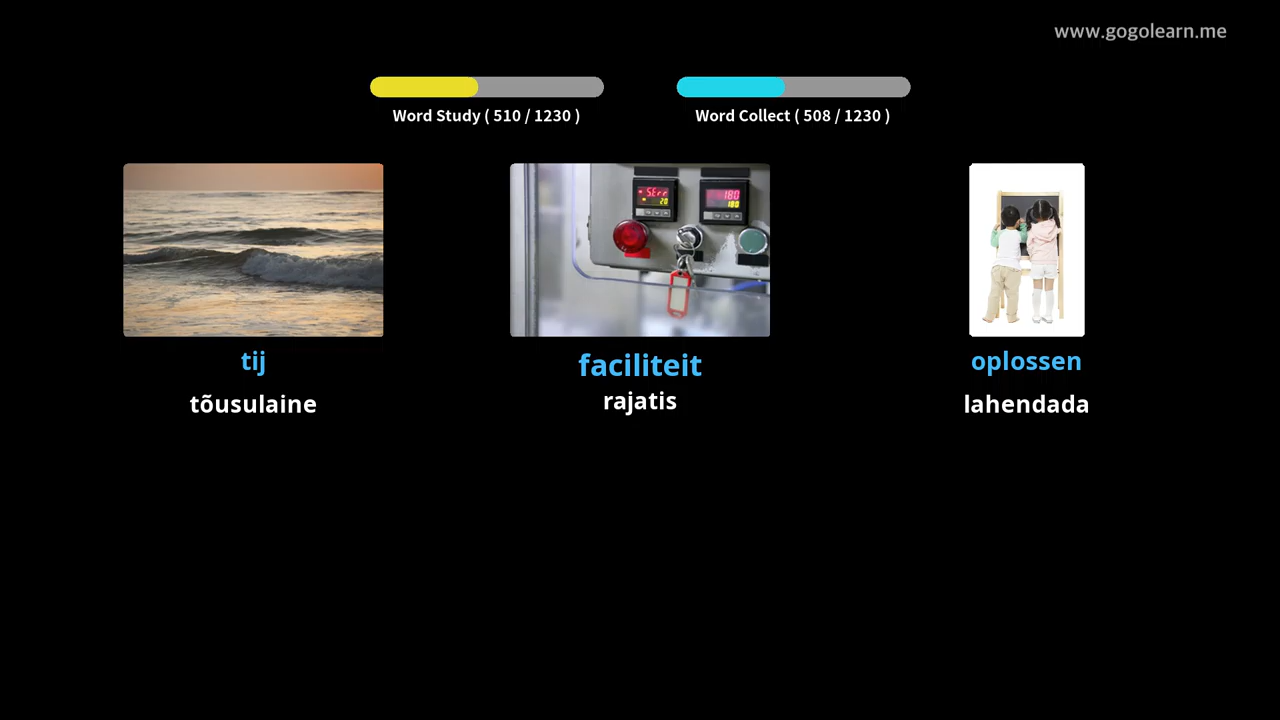 www.gogolearn.me
Word Study ( 510 / 1230 )
Word Collect ( 508 / 1230 )
tij
tõusulaine
faciliteit
rajatis
oplossen
lahendada